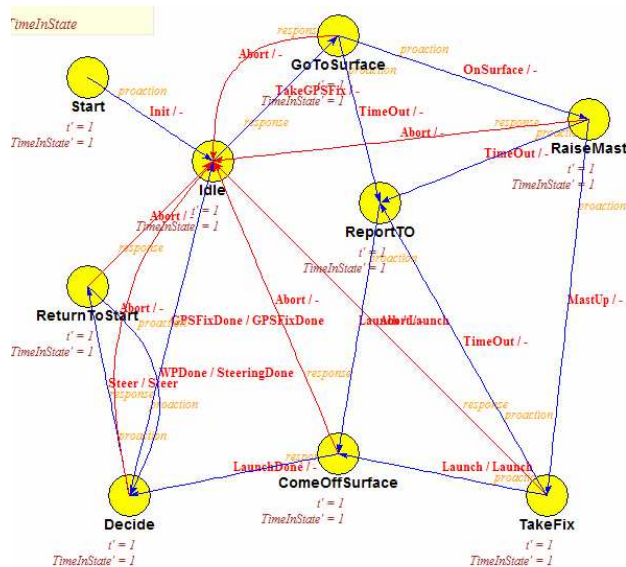 TimeInState
response
proaction
GoToSurface
Abort / -
OnSurface / -
proaction
Start
Init / -
t' = 1
TimeInState' = 1
TakeGPSFix / -
TimeOut / -
response
response
proaction
RaiseMast
Abort / -
TimeOut / -
t' = 1
TimeInState' = 1
Idle
t' = 1
TimeInState' = 1
t' = 1
TimeInState' = 1
proaction
ReportTO
t' = 1
TimeInState' = 1
proaction
Abort / -
response
ReturnToStart
t' = 1
TimeInState' = 1
proaction
Abort / -
GPSFixDone / GPSFixDone
Abort / -
Launch / Launch
MastUp / -
TimeOut / -
WPDone / SteeringDone
Steer / Steer
response
proaction
response
response
proaction
LaunchDone / -
response
ComeOffSurface
t' = 1
TimeInState' = 1
Launch / Launch
proaction
Decide
t' = 1
TimeInState' = 1
TakeFix
t' = 1
TimeInState' = 1